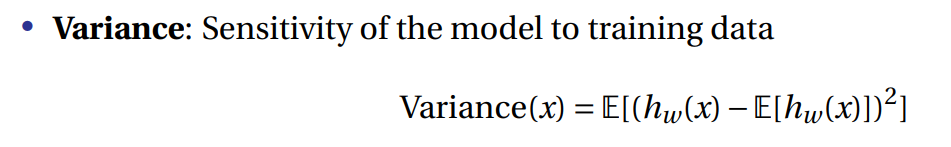 • Variance: Sensitivity of the model to training data
Variance(x) = 𝔼[(h_w(x) − 𝔼[h_w(x)])²]